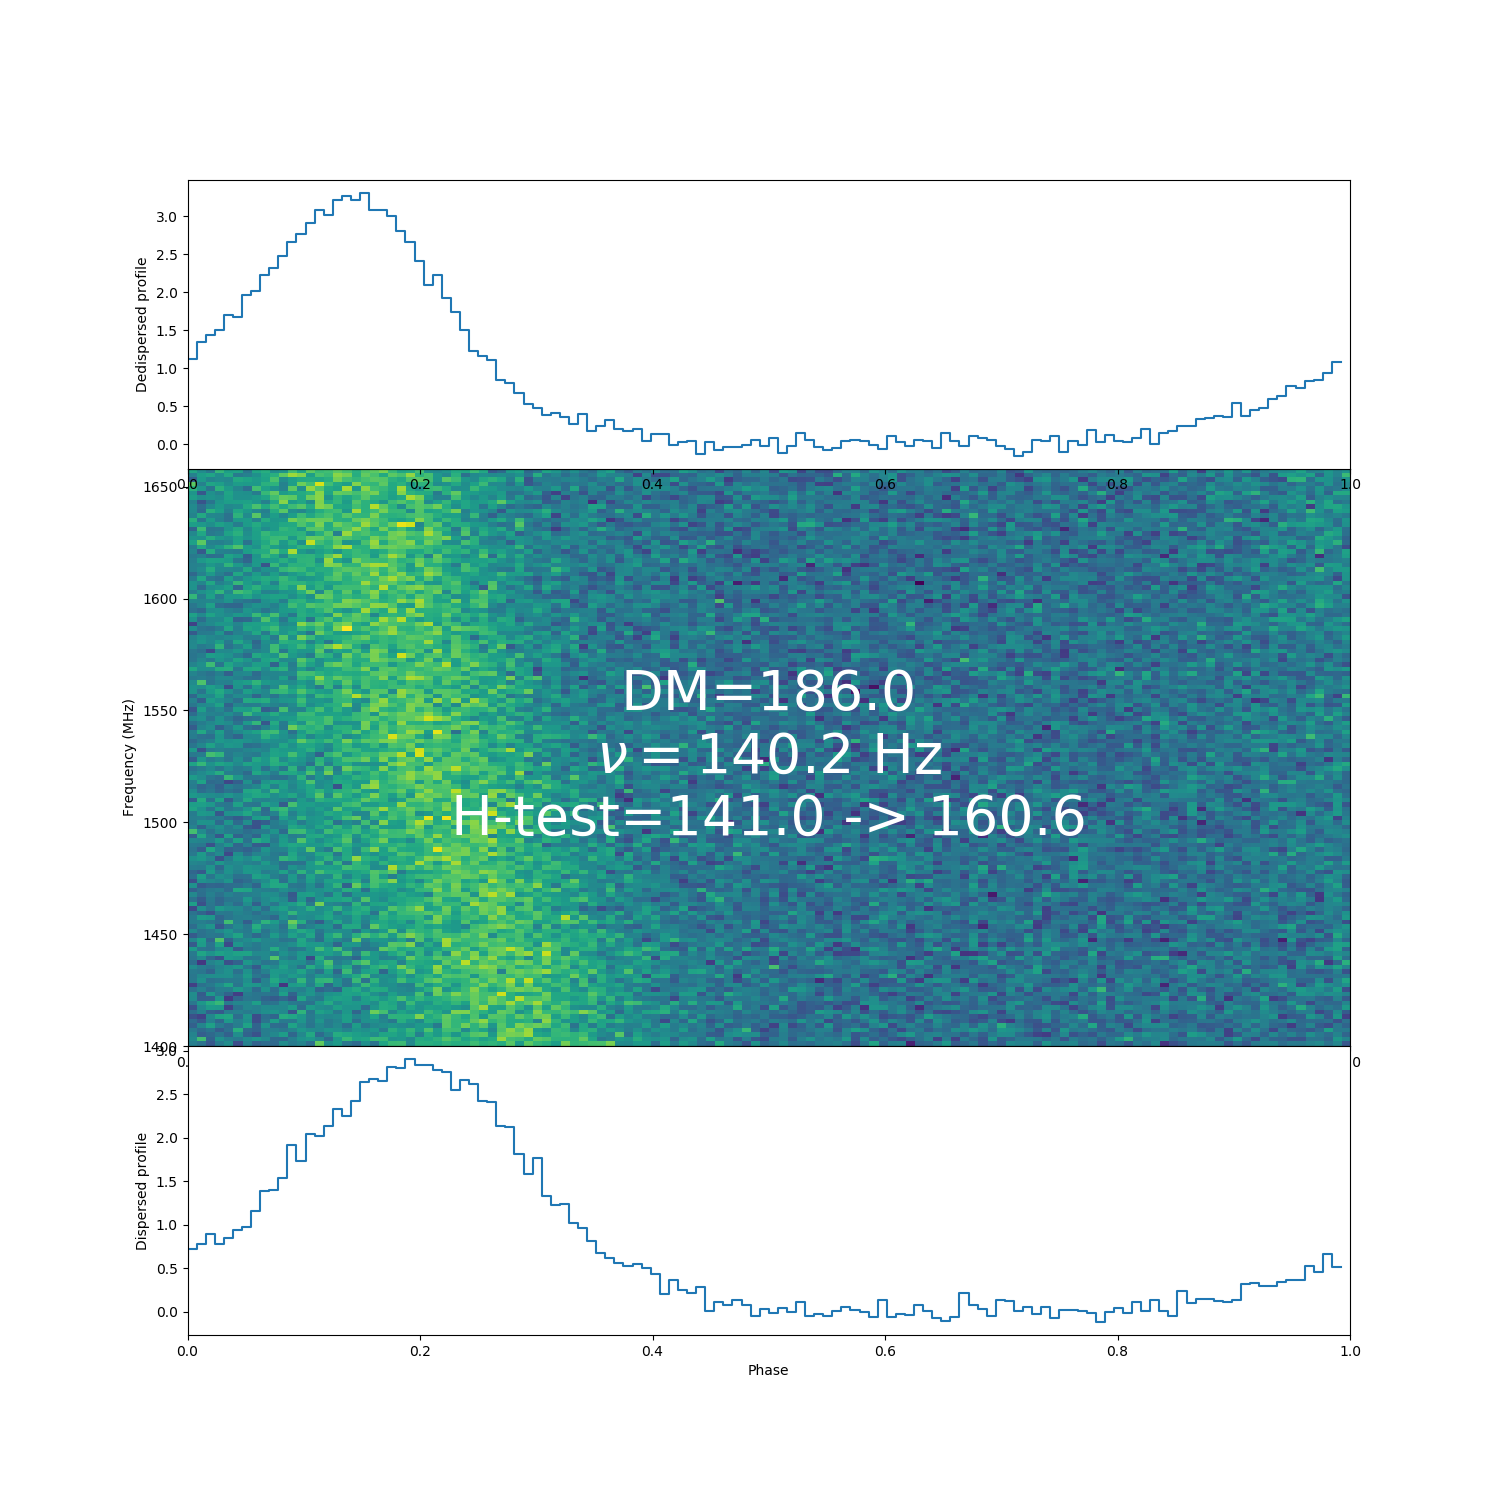 3.0
2.5
2.0
1.5
1.0
0.5
0.0
Dedispersed profile
0.0 0.2 0.4 0.6 0.8 1.0
1650
1600
1550
1500
1450
1400
Frequency (MHz)
DM=186.0
ν = 140.2 Hz
H-test=141.0 -> 160.6
3.0
2.5
2.0
1.5
1.0
0.5
0.0
Dispersed profile
0.0 0.2 0.4 0.6 0.8 1.0
Phase